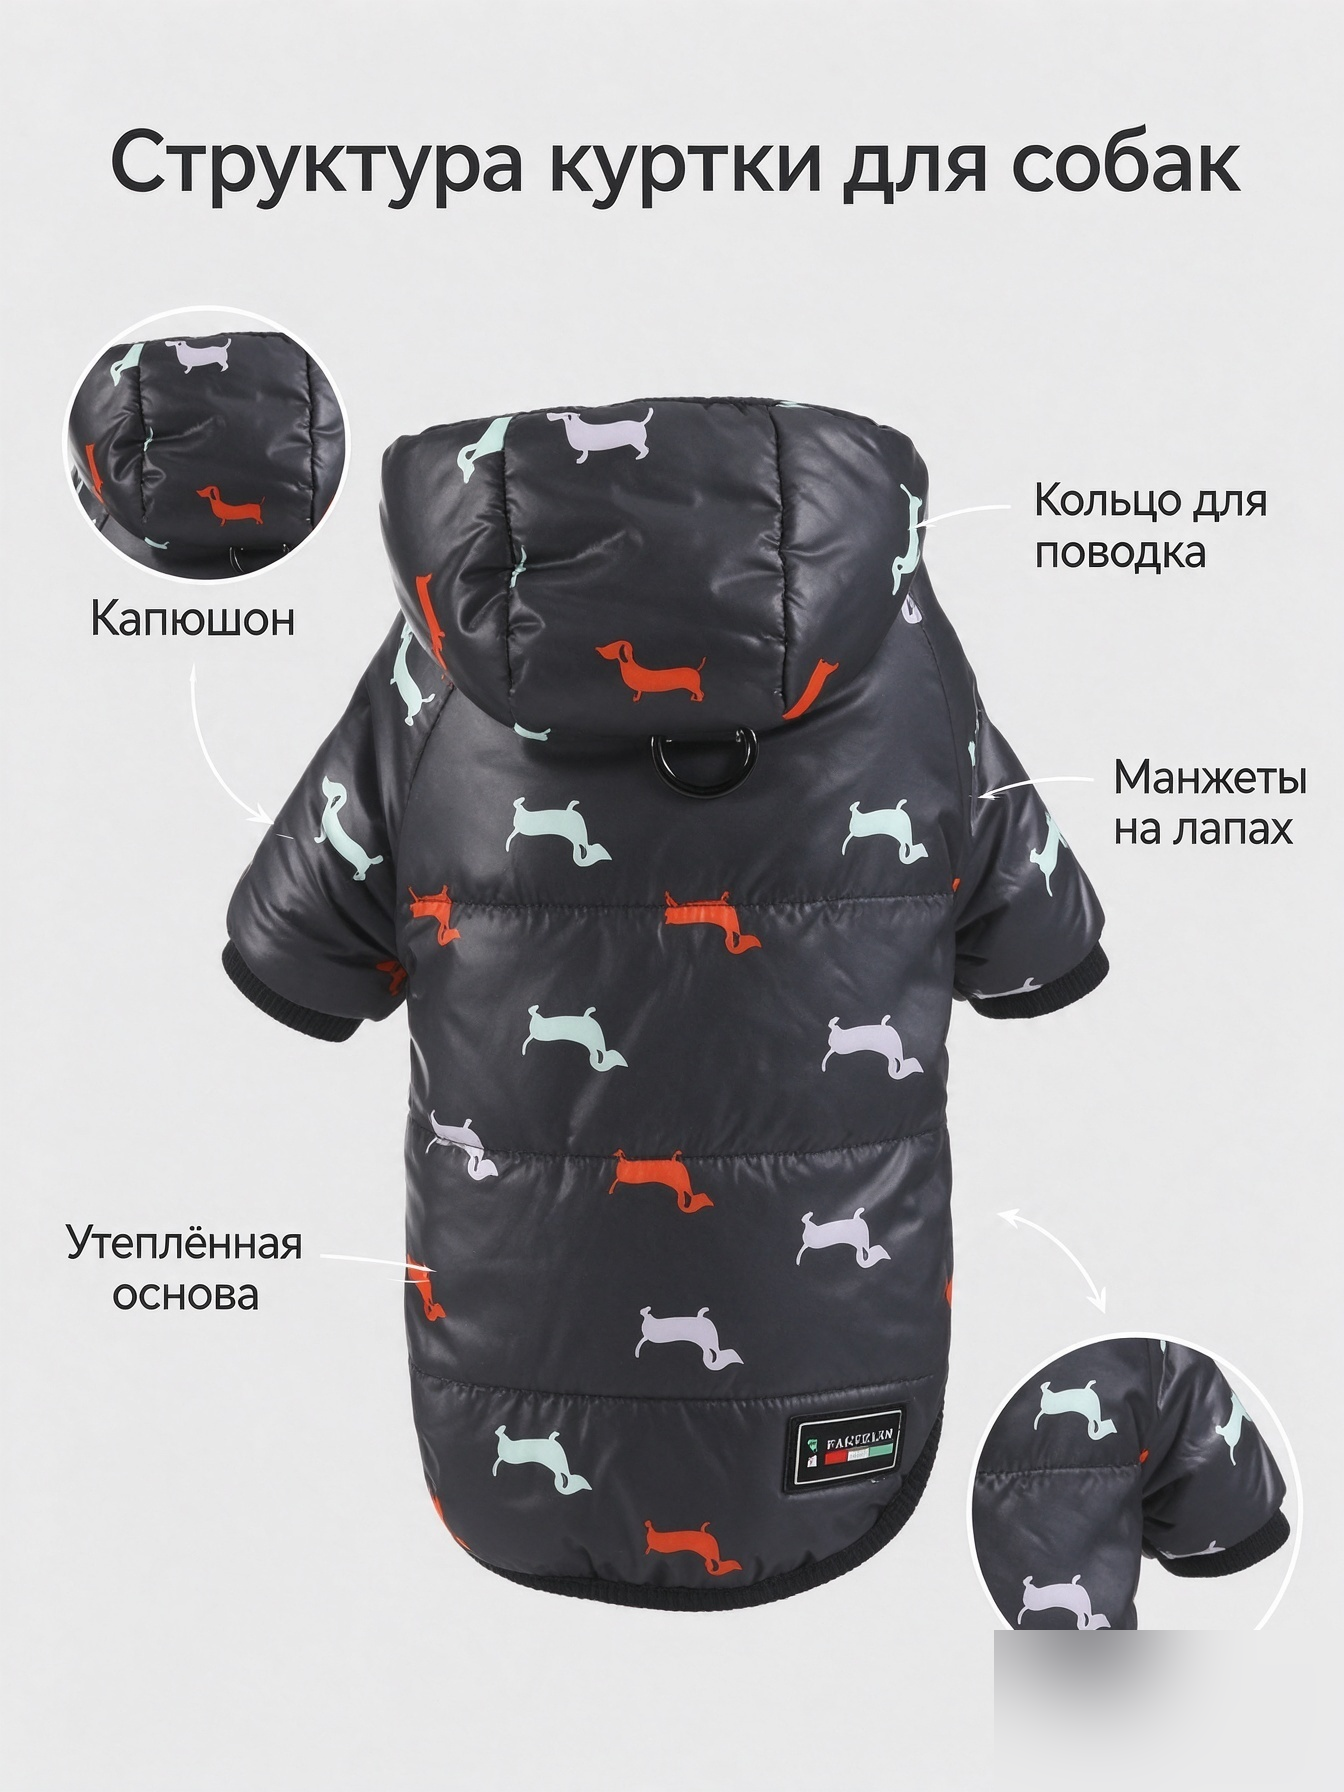 Структура куртки для собак
Капюшон
Кольцо для
поводка
Манжеты
на лапах
Утеплённая
основа